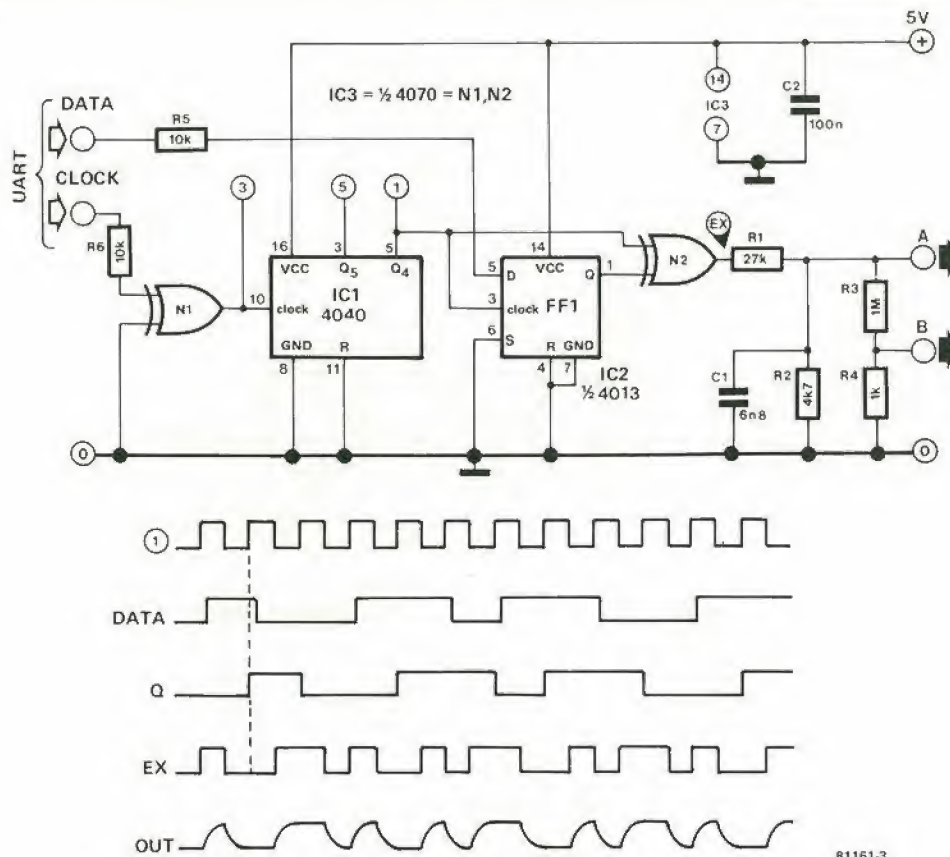 5V
+
IC3 = ½ 4070 = N1,N2
14
IC3
7
C2
100n
UART
DATA
R5
10k
CLOCK
3
5
1
R6
10k
N1
10
16
3
5
VCC
Q5
Q4
clock
IC1
4040
GND
R
8
11
5
14
1
D
VCC
Q
3
clock
FF1
6
S
R
GND
4
7
IC2
½ 4013
N2
EX
R1
27k
A
R3
1M
B
C1
6n8
R2
4k7
R4
1k
0
0
1
DATA
Q
EX
OUT
81161-3